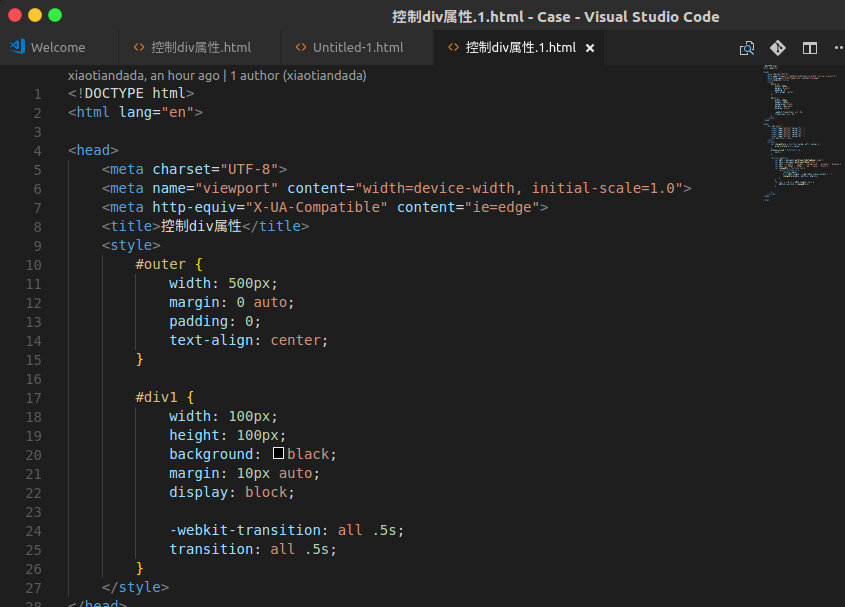 控制div属性.1.html - Case - Visual Studio Code
Welcome
控制div属性.html
Untitled-1.html
控制div属性.1.html ×
xiaotiandada, an hour ago | 1 author (xiaotiandada)
1 <!DOCTYPE html>
2 <html lang="en">
3
4 <head>
5     <meta charset="UTF-8">
6     <meta name="viewport" content="width=device-width, initial-scale=1.0">
7     <meta http-equiv="X-UA-Compatible" content="ie=edge">
8     <title>控制div属性</title>
9     <style>
10         #outer {
11             width: 500px;
12             margin: 0 auto;
13             padding: 0;
14             text-align: center;
15         }
16
17         #div1 {
18             width: 100px;
19             height: 100px;
20             background: black;
21             margin: 10px auto;
22             display: block;
23
24             -webkit-transition: all .5s;
25             transition: all .5s;
26         }
27     </style>
28 </head>